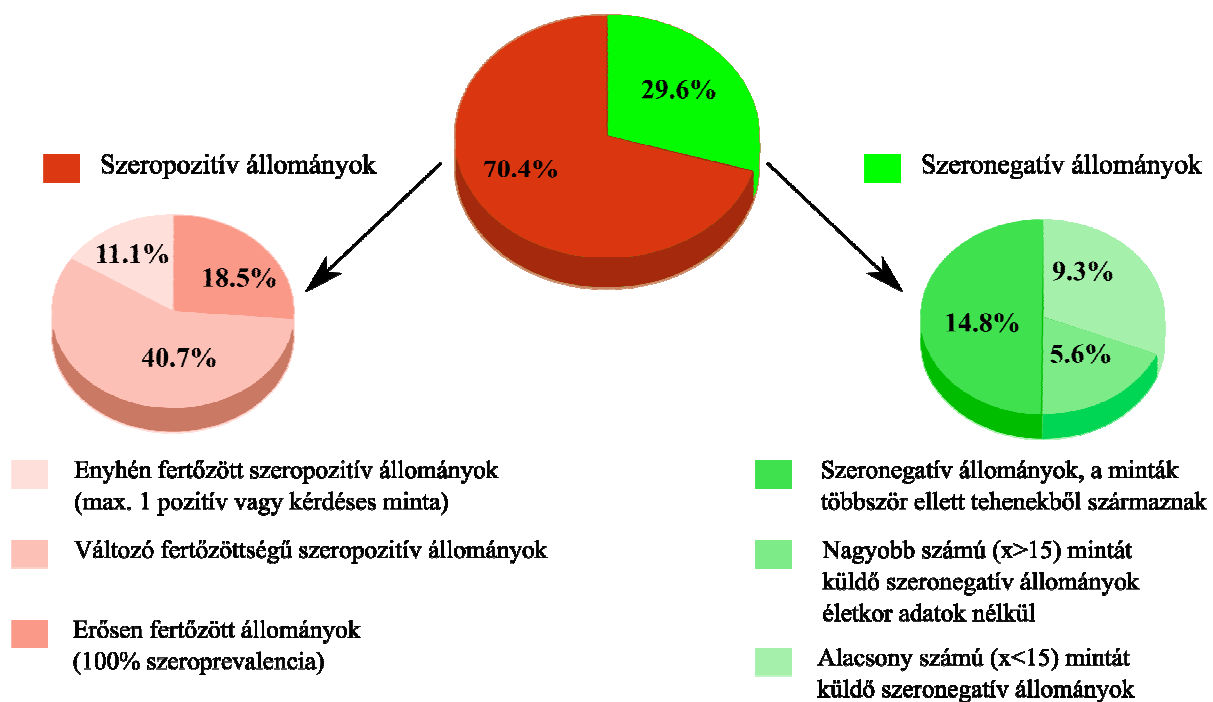 29.6%
70.4%
Szeropozitív állományok
Szeronegatív állományok
11.1%
18.5%
40.7%
9.3%
14.8%
5.6%
Enyhén fertőzött szeropozitív állományok
(max. 1 pozitív vagy kérdéses minta)
Változó fertőzöttségű szeropozitív állományok
Erősen fertőzött állományok
(100% szeroprevalencia)
Szeronegatív állományok, a minták
többször ellett tehenekből származnak
Nagyobb számú (x>15) mintát
küldő szeronegatív állományok
életkor adatok nélkül
Alacsony számú (x<15) mintát
küldő szeronegatív állományok